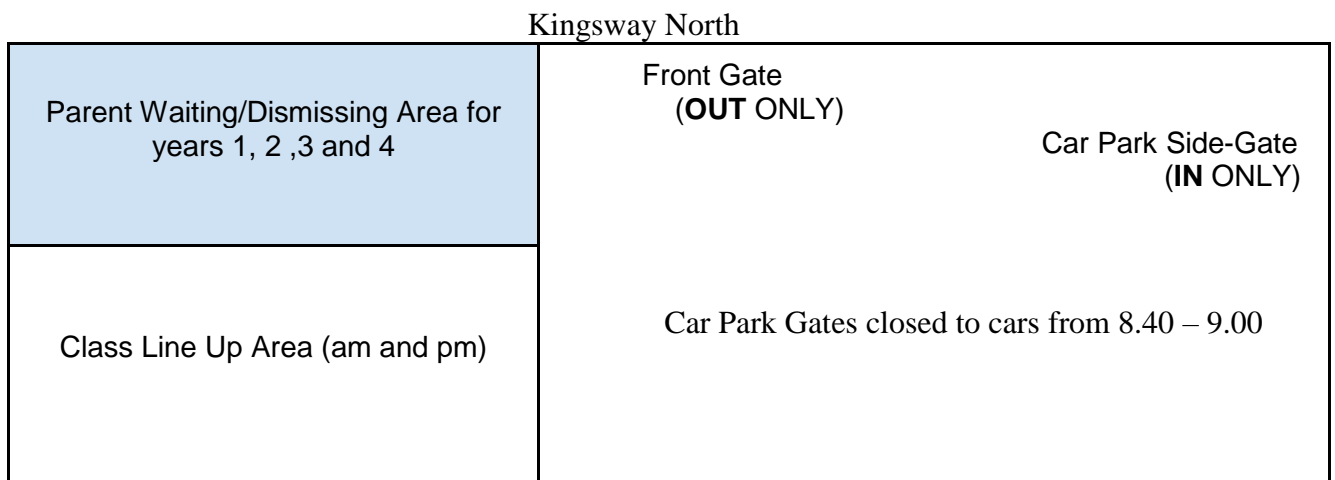 Kingsway North
Parent Waiting/Dismissing Area for
years 1, 2 ,3 and 4
Front Gate
(OUT ONLY)
Car Park Side-Gate
(IN ONLY)
Class Line Up Area (am and pm)
Car Park Gates closed to cars from 8.40 – 9.00